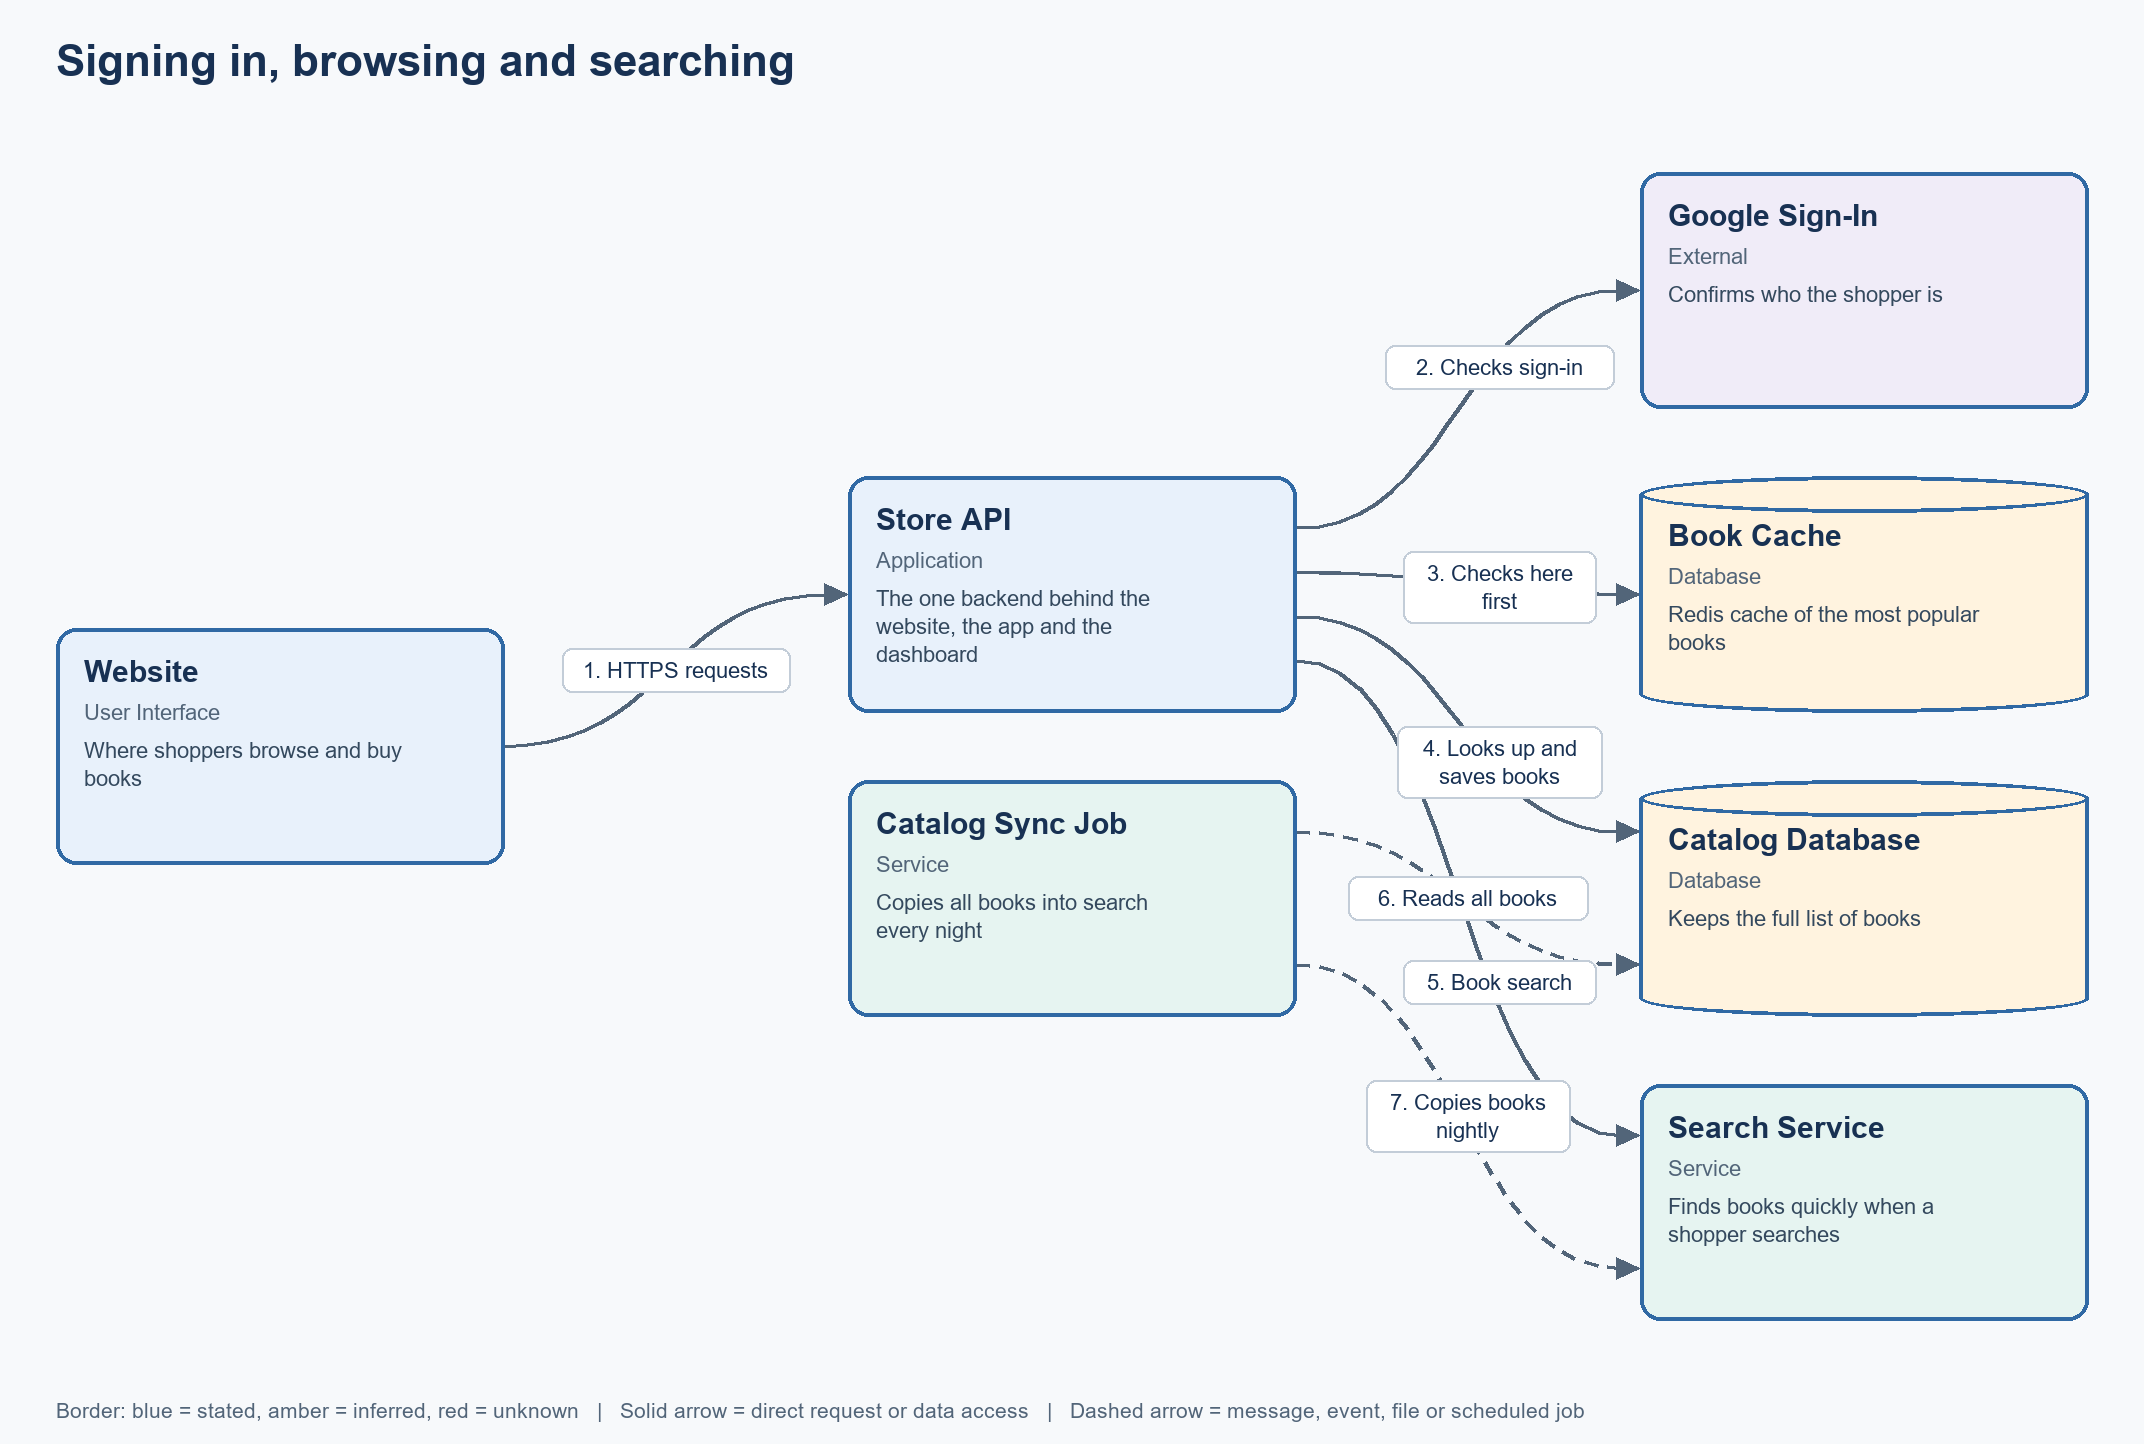 Signing in, browsing and searching
Google Sign-In
External
Confirms who the shopper is
2. Checks sign-in
Store API
Application
The one backend behind the
website, the app and the
dashboard
3. Checks here
first
Book Cache
Database
Redis cache of the most popular
books
Website
User Interface
Where shoppers browse and buy
books
1. HTTPS requests
4. Looks up and
saves books
Catalog Sync Job
Service
Copies all books into search
every night
6. Reads all books
Catalog Database
Database
Keeps the full list of books
5. Book search
7. Copies books
nightly
Search Service
Service
Finds books quickly when a
shopper searches
Border: blue = stated, amber = inferred, red = unknown | Solid arrow = direct request or data access | Dashed arrow = message, event, file or scheduled job